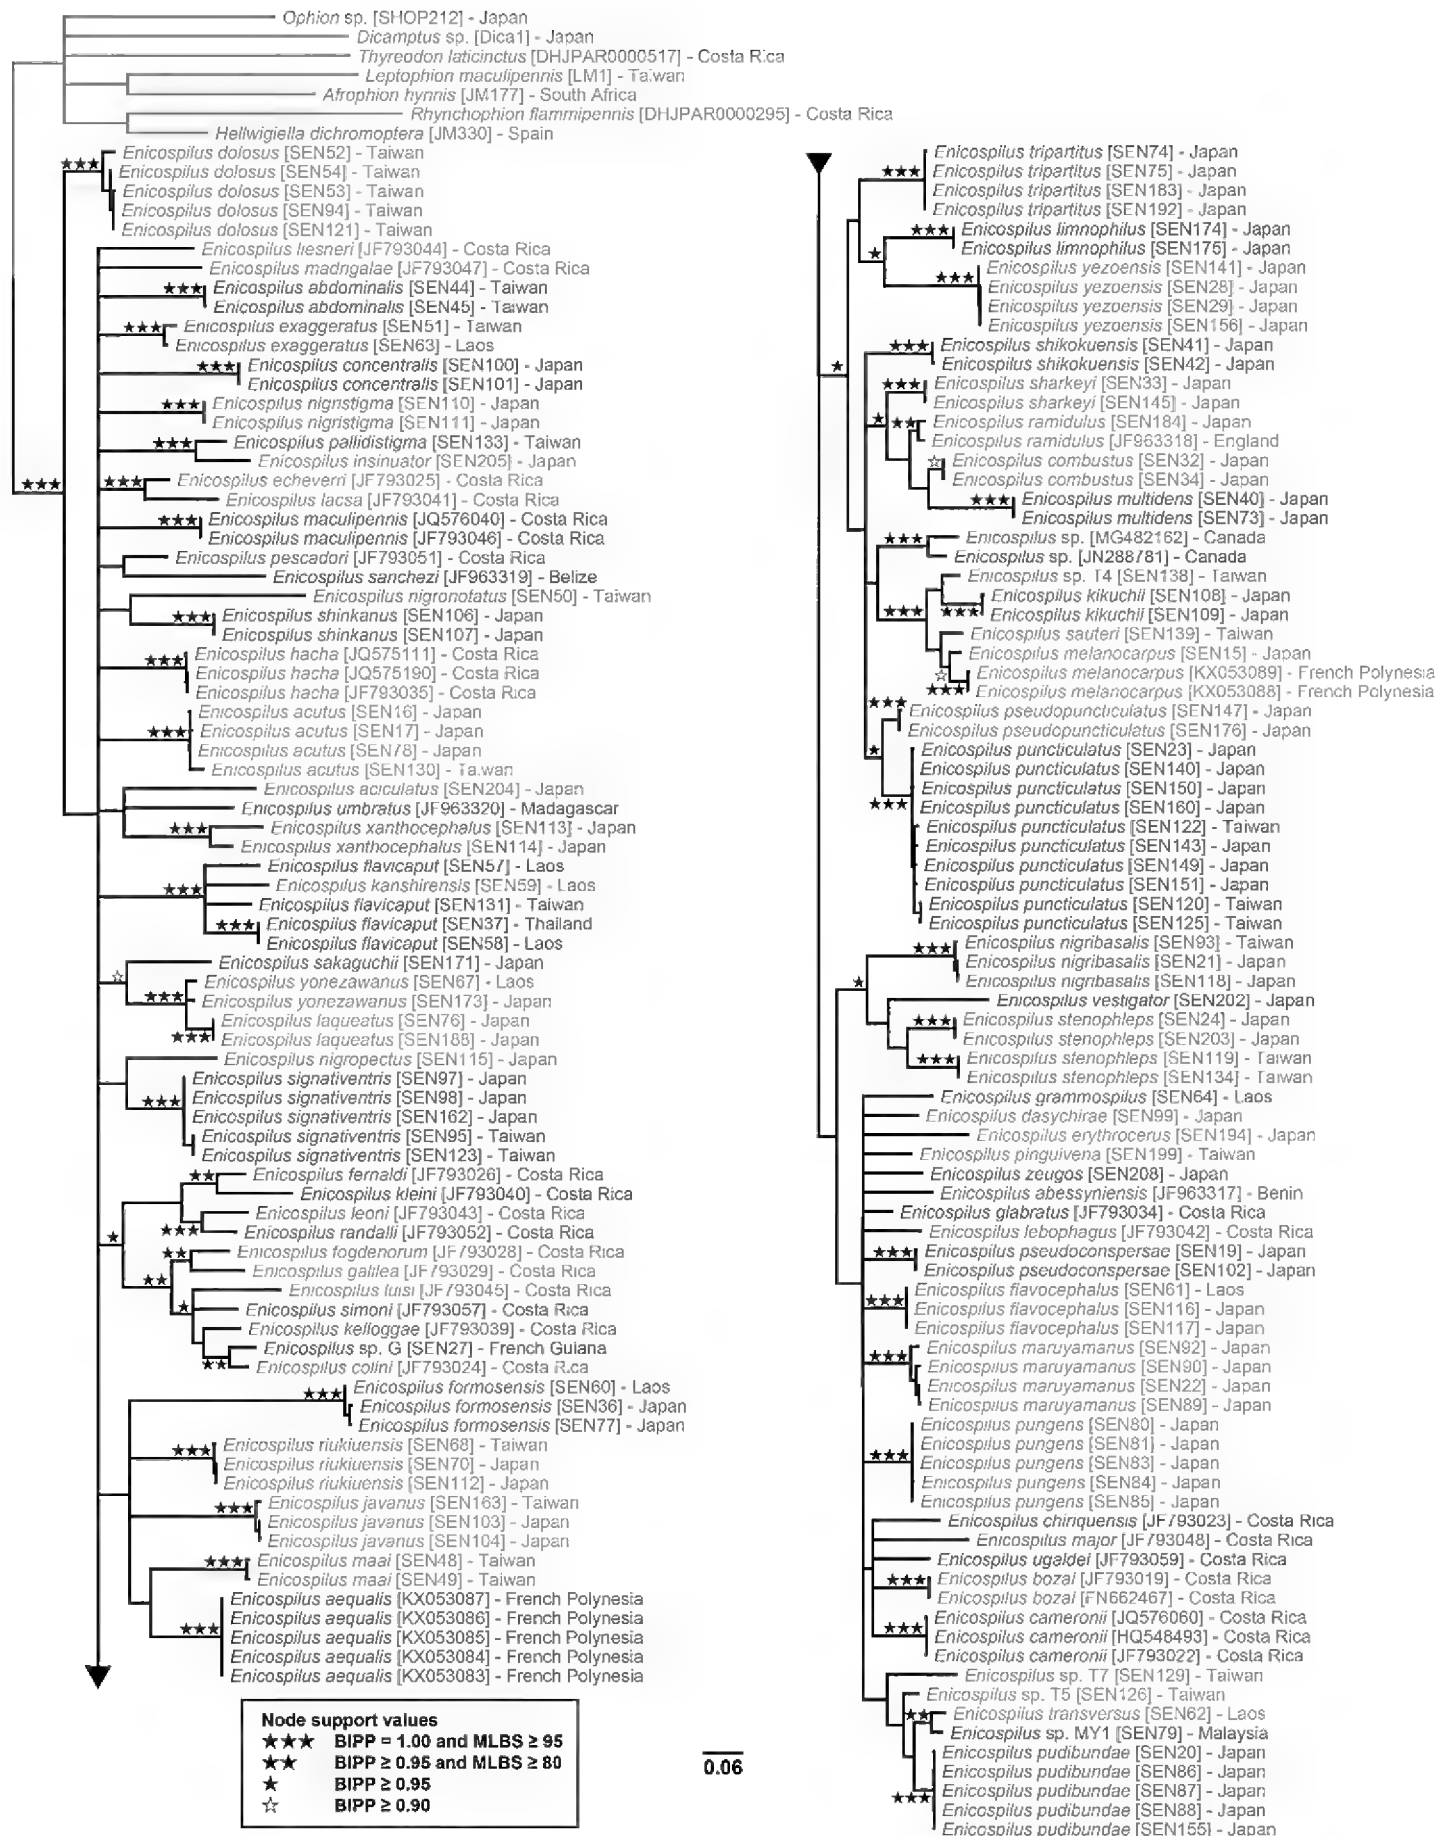 Ophion sp. [SHOP212] - Japan
Dicamptus sp. [Dica1] - Japan
Thyreodon laticinctus [DHJPAR0000517] - Costa Rica
Leptophion maculipennis [LM1] - Taiwan
Afrophion hynnis [JM177] - South Africa
Rhynchophion flammipennis [DHJPAR0000295] - Costa Rica
Hellwigiella dichromoptera [JM330] - Spain
Enicospilus dolosus [SEN52] - Taiwan
Enicospilus dolosus [SEN54] - Taiwan
Enicospilus dolosus [SEN53] - Taiwan
Enicospilus dolosus [SEN94] - Taiwan
Enicospilus dolosus [SEN121] - Taiwan
Enicospilus liesneri [JF793044] - Costa Rica
Enicospilus madrigalae [JF793047] - Costa Rica
Enicospilus abdominalis [SEN44] - Taiwan
Enicospilus abdominalis [SEN45] - Taiwan
Enicospilus exaggeratus [SEN51] - Taiwan
Enicospilus exaggeratus [SEN63] - Laos
Enicospilus concentralis [SEN100] - Japan
Enicospilus concentralis [SEN101] - Japan
Enicospilus nigristigma [SEN110] - Japan
Enicospilus nigristigma [SEN111] - Japan
Enicospilus pallidistigma [SEN133] - Taiwan
Enicospilus insinuator [SEN205] - Japan
Enicospilus echeverri [JF793025] - Costa Rica
Enicospilus lacsa [JF793041] - Costa Rica
Enicospilus maculipennis [JQ576040] - Costa Rica
Enicospilus maculipennis [JF793046] - Costa Rica
Enicospilus pescadori [JF793051] - Costa Rica
Enicospilus sanchezi [JF963319] - Belize
Enicospilus nigronotatus [SEN50] - Taiwan
Enicospilus shinkanus [SEN106] - Japan
Enicospilus shinkanus [SEN107] - Japan
Enicospilus hacha [JQ575111] - Costa Rica
Enicospilus hacha [JQ575190] - Costa Rica
Enicospilus hacha [JF793035] - Costa Rica
Enicospilus acutus [SEN16] - Japan
Enicospilus acutus [SEN17] - Japan
Enicospilus acutus [SEN78] - Japan
Enicospilus acutus [SEN130] - Taiwan
Enicospilus aciculatus [SEN204] - Japan
Enicospilus umbratus [JF963320] - Madagascar
Enicospilus xanthocephalus [SEN113] - Japan
Enicospilus xanthocephalus [SEN114] - Japan
Enicospilus flavicaput [SEN57] - Laos
Enicospilus kanshirensis [SEN59] - Laos
Enicospilus flavicaput [SEN131] - Taiwan
Enicospilus flavicaput [SEN37] - Thailand
Enicospilus flavicaput [SEN58] - Laos
Enicospilus sakaguchii [SEN171] - Japan
Enicospilus yonezawanus [SEN67] - Laos
Enicospilus yonezawanus [SEN173] - Japan
Enicospilus laqueatus [SEN76] - Japan
Enicospilus laqueatus [SEN188] - Japan
Enicospilus nigropectus [SEN115] - Japan
Enicospilus signativentris [SEN97] - Japan
Enicospilus signativentris [SEN98] - Japan
Enicospilus signativentris [SEN162] - Japan
Enicospilus signativentris [SEN95] - Taiwan
Enicospilus signativentris [SEN123] - Taiwan
Enicospilus fernaldi [JF793026] - Costa Rica
Enicospilus kleini [JF793040] - Costa Rica
Enicospilus leoni [JF793043] - Costa Rica
Enicospilus randalli [JF793052] - Costa Rica
Enicospilus fogdenorum [JF793028] - Costa Rica
Enicospilus galilea [JF793029] - Costa Rica
Enicospilus luisi [JF793045] - Costa Rica
Enicospilus simoni [JF793057] - Costa Rica
Enicospilus kelloggae [JF793039] - Costa Rica
Enicospilus sp. G [SEN27] - French Guiana
Enicospilus colini [JF793024] - Costa Rica
Enicospilus formosensis [SEN60] - Laos
Enicospilus formosensis [SEN36] - Japan
Enicospilus formosensis [SEN77] - Japan
Enicospilus riukiuensis [SEN68] - Taiwan
Enicospilus riukiuensis [SEN70] - Japan
Enicospilus riukiuensis [SEN112] - Japan
Enicospilus javanus [SEN163] - Taiwan
Enicospilus javanus [SEN103] - Japan
Enicospilus javanus [SEN104] - Japan
Enicospilus maai [SEN48] - Taiwan
Enicospilus maai [SEN49] - Taiwan
Enicospilus aequalis [KX053087] - French Polynesia
Enicospilus aequalis [KX053086] - French Polynesia
Enicospilus aequalis [KX053085] - French Polynesia
Enicospilus aequalis [KX053084] - French Polynesia
Enicospilus aequalis [KX053083] - French Polynesia
Enicospilus tripartitus [SEN74] - Japan
Enicospilus tripartitus [SEN75] - Japan
Enicospilus tripartitus [SEN183] - Japan
Enicospilus tripartitus [SEN192] - Japan
Enicospilus limnophilus [SEN174] - Japan
Enicospilus limnophilus [SEN175] - Japan
Enicospilus yezoensis [SEN141] - Japan
Enicospilus yezoensis [SEN28] - Japan
Enicospilus yezoensis [SEN29] - Japan
Enicospilus yezoensis [SEN156] - Japan
Enicospilus shikokuensis [SEN41] - Japan
Enicospilus shikokuensis [SEN42] - Japan
Enicospilus sharkeyi [SEN33] - Japan
Enicospilus sharkeyi [SEN145] - Japan
Enicospilus ramidulus [SEN184] - Japan
Enicospilus ramidulus [JF963318] - England
Enicospilus combustus [SEN32] - Japan
Enicospilus combustus [SEN34] - Japan
Enicospilus multidens [SEN40] - Japan
Enicospilus multidens [SEN73] - Japan
Enicospilus sp. [MG482162] - Canada
Enicospilus sp. [JN288781] - Canada
Enicospilus sp. T4 [SEN138] - Taiwan
Enicospilus kikuchii [SEN108] - Japan
Enicospilus kikuchii [SEN109] - Japan
Enicospilus sauteri [SEN139] - Taiwan
Enicospilus melanocarpus [SEN15] - Japan
Enicospilus melanocarpus [KX053089] - French Polynesia
Enicospilus melanocarpus [KX053088] - French Polynesia
Enicospilus pseudopuncticulatus [SEN147] - Japan
Enicospilus pseudopuncticulatus [SEN176] - Japan
Enicospilus puncticulatus [SEN23] - Japan
Enicospilus puncticulatus [SEN140] - Japan
Enicospilus puncticulatus [SEN150] - Japan
Enicospilus puncticulatus [SEN160] - Japan
Enicospilus puncticulatus [SEN122] - Taiwan
Enicospilus puncticulatus [SEN143] - Japan
Enicospilus puncticulatus [SEN149] - Japan
Enicospilus puncticulatus [SEN151] - Japan
Enicospilus puncticulatus [SEN120] - Taiwan
Enicospilus puncticulatus [SEN125] - Taiwan
Enicospilus nigribasalis [SEN93] - Taiwan
Enicospilus nigribasalis [SEN21] - Japan
Enicospilus nigribasalis [SEN118] - Japan
Enicospilus vestigator [SEN202] - Japan
Enicospilus stenophleps [SEN24] - Japan
Enicospilus stenophleps [SEN203] - Japan
Enicospilus stenophleps [SEN119] - Taiwan
Enicospilus stenophleps [SEN134] - Taiwan
Enicospilus grammospilus [SEN64] - Laos
Enicospilus dasychirae [SEN99] - Japan
Enicospilus erythrocerus [SEN194] - Japan
Enicospilus pinguivena [SEN199] - Taiwan
Enicospilus zeugos [SEN208] - Japan
Enicospilus abessyniensis [JF963317] - Benin
Enicospilus glabratus [JF793034] - Costa Rica
Enicospilus lebophagus [JF793042] - Costa Rica
Enicospilus pseudoconspersae [SEN19] - Japan
Enicospilus pseudoconspersae [SEN102] - Japan
Enicospilus flavocephalus [SEN61] - Laos
Enicospilus flavocephalus [SEN116] - Japan
Enicospilus flavocephalus [SEN117] - Japan
Enicospilus maruyamanus [SEN92] - Japan
Enicospilus maruyamanus [SEN90] - Japan
Enicospilus maruyamanus [SEN22] - Japan
Enicospilus maruyamanus [SEN89] - Japan
Enicospilus pungens [SEN80] - Japan
Enicospilus pungens [SEN81] - Japan
Enicospilus pungens [SEN83] - Japan
Enicospilus pungens [SEN84] - Japan
Enicospilus pungens [SEN85] - Japan
Enicospilus chiriquensis [JF793023] - Costa Rica
Enicospilus major [JF793048] - Costa Rica
Enicospilus ugaldei [JF793059] - Costa Rica
Enicospilus bozai [JF793019] - Costa Rica
Enicospilus bozai [FN662467] - Costa Rica
Enicospilus cameronii [JQ576060] - Costa Rica
Enicospilus cameronii [HQ548493] - Costa Rica
Enicospilus cameronii [JF793022] - Costa Rica
Enicospilus sp. T7 [SEN129] - Taiwan
Enicospilus sp. T5 [SEN126] - Taiwan
Enicospilus transversus [SEN62] - Laos
Enicospilus sp. MY1 [SEN79] - Malaysia
Enicospilus pudibundae [SEN20] - Japan
Enicospilus pudibundae [SEN86] - Japan
Enicospilus pudibundae [SEN87] - Japan
Enicospilus pudibundae [SEN88] - Japan
Enicospilus pudibundae [SEN155] - Japan
Node support values
★★★ BIPP = 1.00 and MLBS ≥ 95
★★ BIPP ≥ 0.95 and MLBS ≥ 80
★ BIPP ≥ 0.95
☆ BIPP ≥ 0.90
0.06